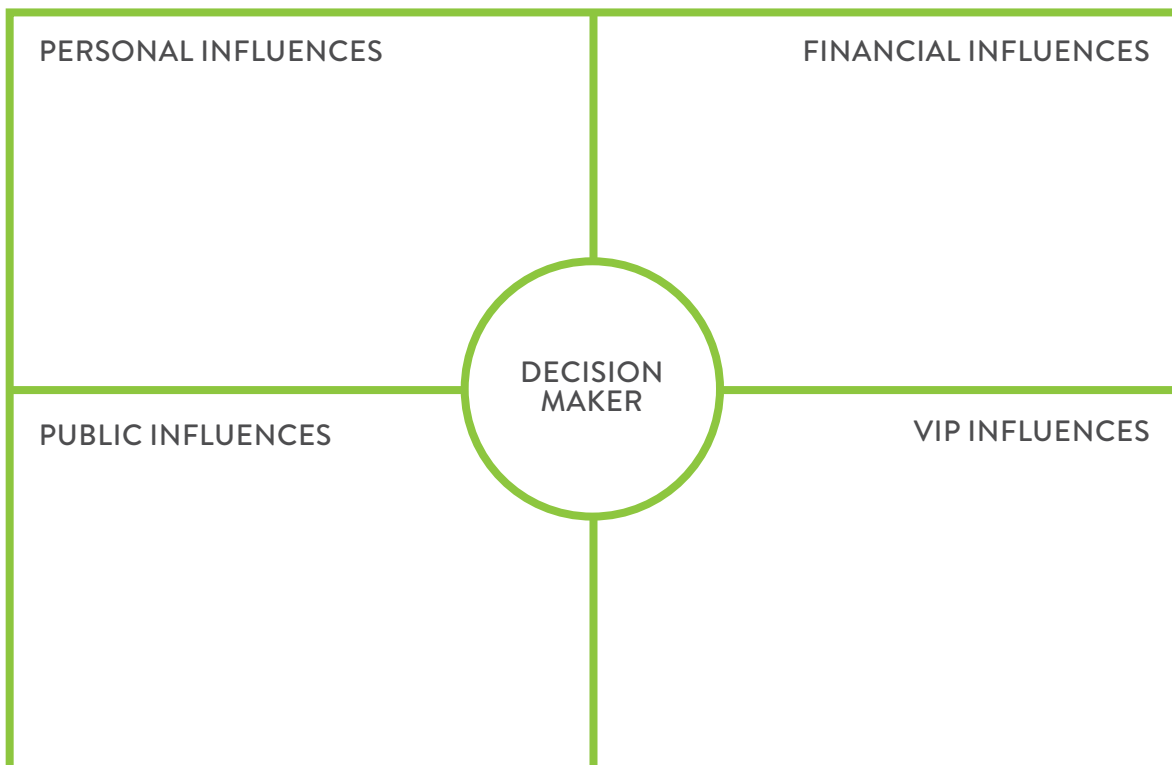 PERSONAL INFLUENCES
FINANCIAL INFLUENCES
DECISION
MAKER
PUBLIC INFLUENCES
VIP INFLUENCES